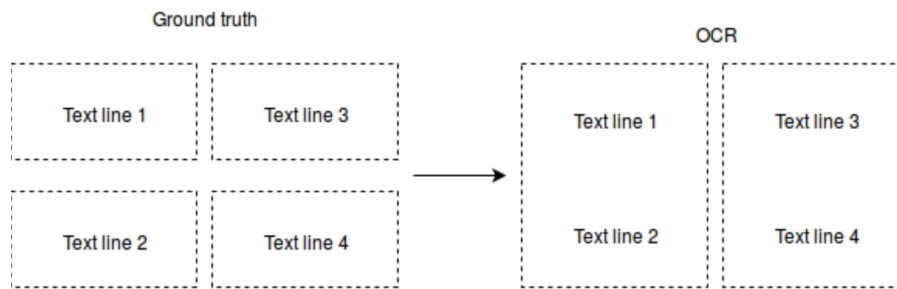 Ground truth
Text line 1
Text line 3
Text line 2
Text line 4
OCR
Text line 1
Text line 3
Text line 2
Text line 4